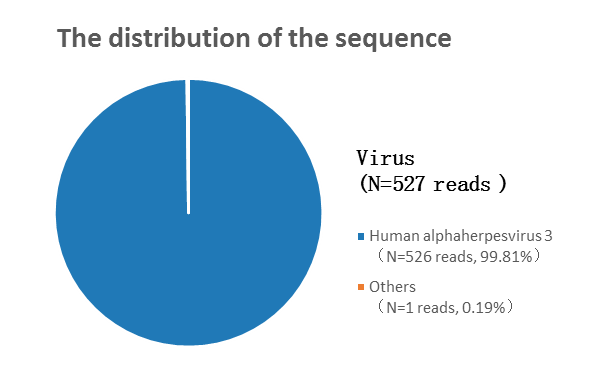 The distribution of the sequence
Virus
(N=527 reads )
Human alphaherpesvirus 3
（N=526 reads, 99.81%）
Others
（N=1 reads, 0.19%）